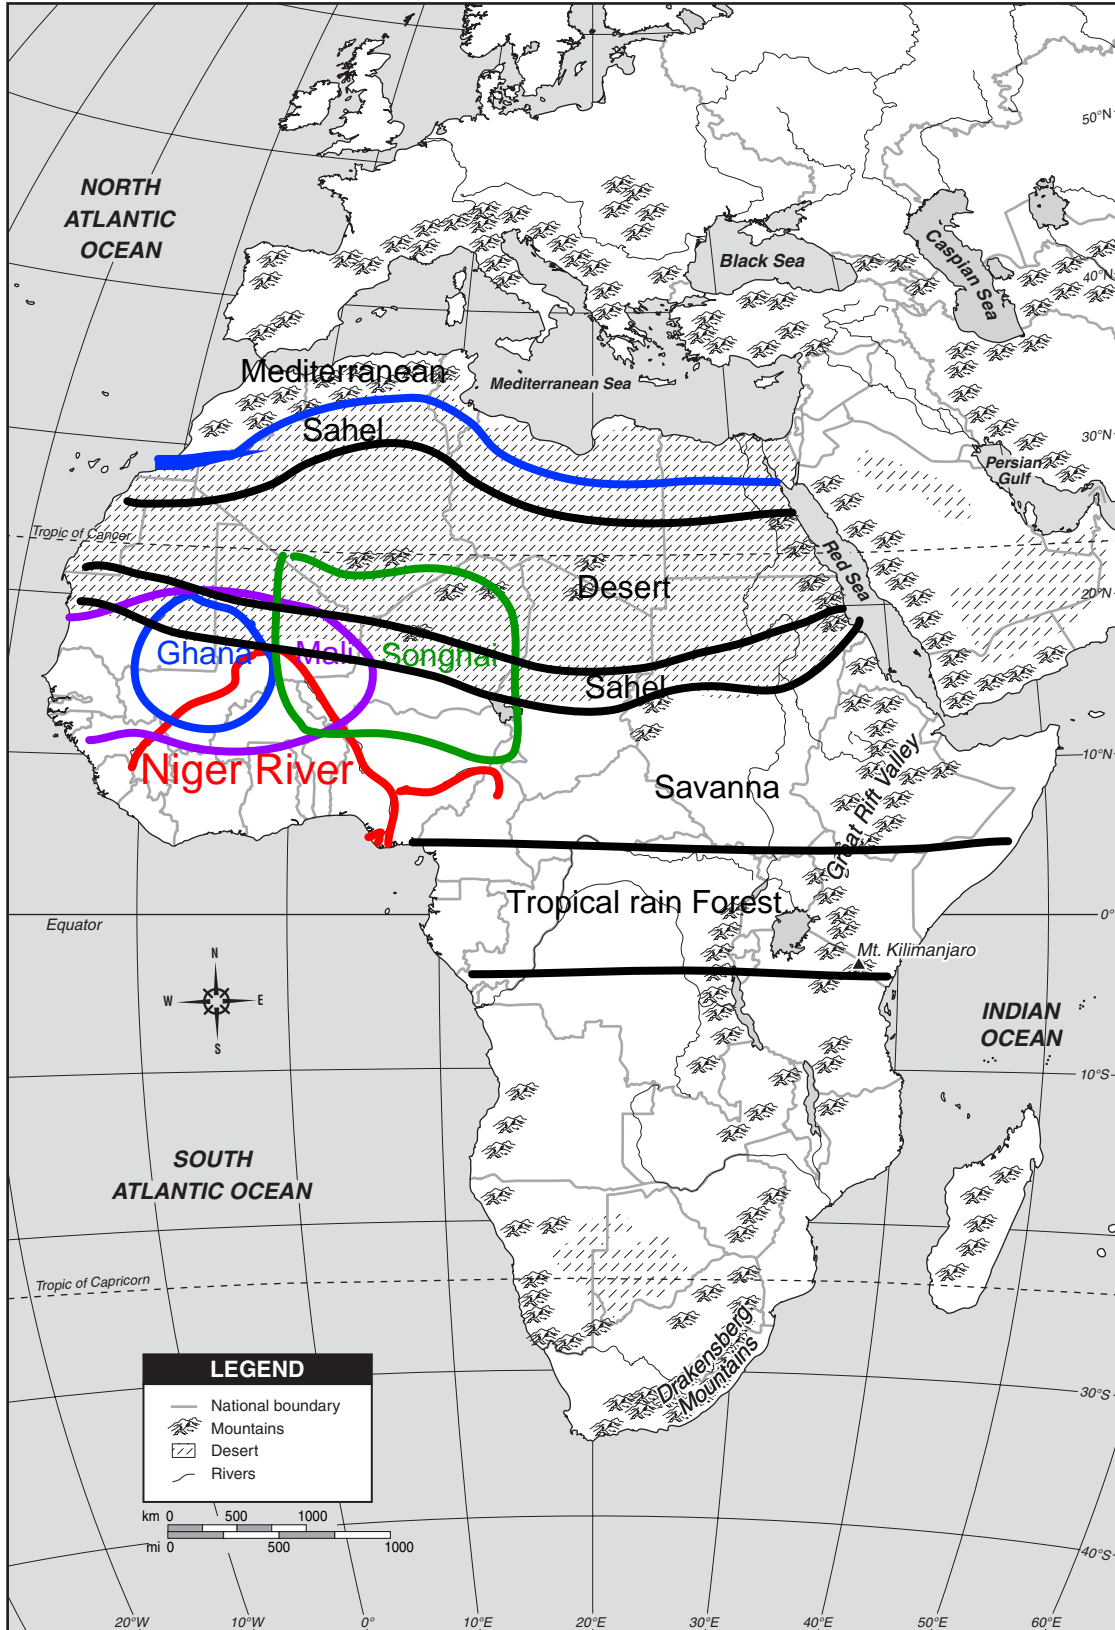 50°N
NORTH
ATLANTIC
OCEAN
Black Sea
Caspian Sea
40°N
Mediterranean
Mediterranean Sea
Sahel
30°N
Persian
Gulf
Tropic of Cancer
Red Sea
Desert
20°N
Ghana
Mali
Songhai
Sahel
10°N
Niger River
Savanna
Great Rift Valley
Tropical rain Forest
Equator
0°
Mt. Kilimanjaro
N
W
E
S
INDIAN
OCEAN
10°S
SOUTH
ATLANTIC OCEAN
Tropic of Capricorn
Drakensberg
Mountains
30°S
LEGEND
National boundary
Mountains
Desert
Rivers
km 0 500 1000
mi 0 500 1000
40°S
20°W 10°W 0° 10°E 20°E 30°E 40°E 50°E 60°E